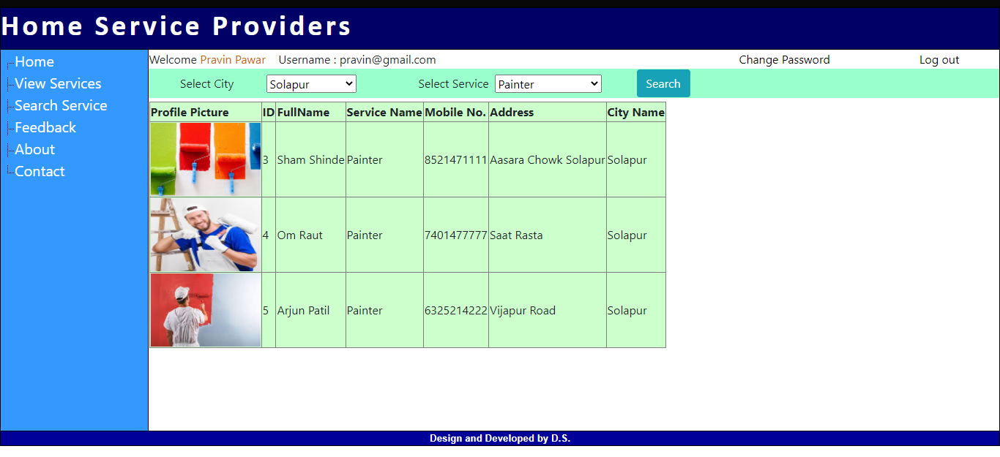 Home Service Providers
Home
View Services
Search Service
Feedback
About
Contact
Welcome Pravin Pawar Username : pravin@gmail.com Change Password Log out
Select City Solapur Select Service Painter Search
Profile Picture ID FullName Service Name Mobile No. Address City Name
3 Sham Shinde Painter 8521471111 Aasara Chowk Solapur Solapur
4 Om Raut Painter 7401477777 Saat Rasta Solapur
5 Arjun Patil Painter 6325214222 Vijapur Road Solapur
Design and Developed by D.S.